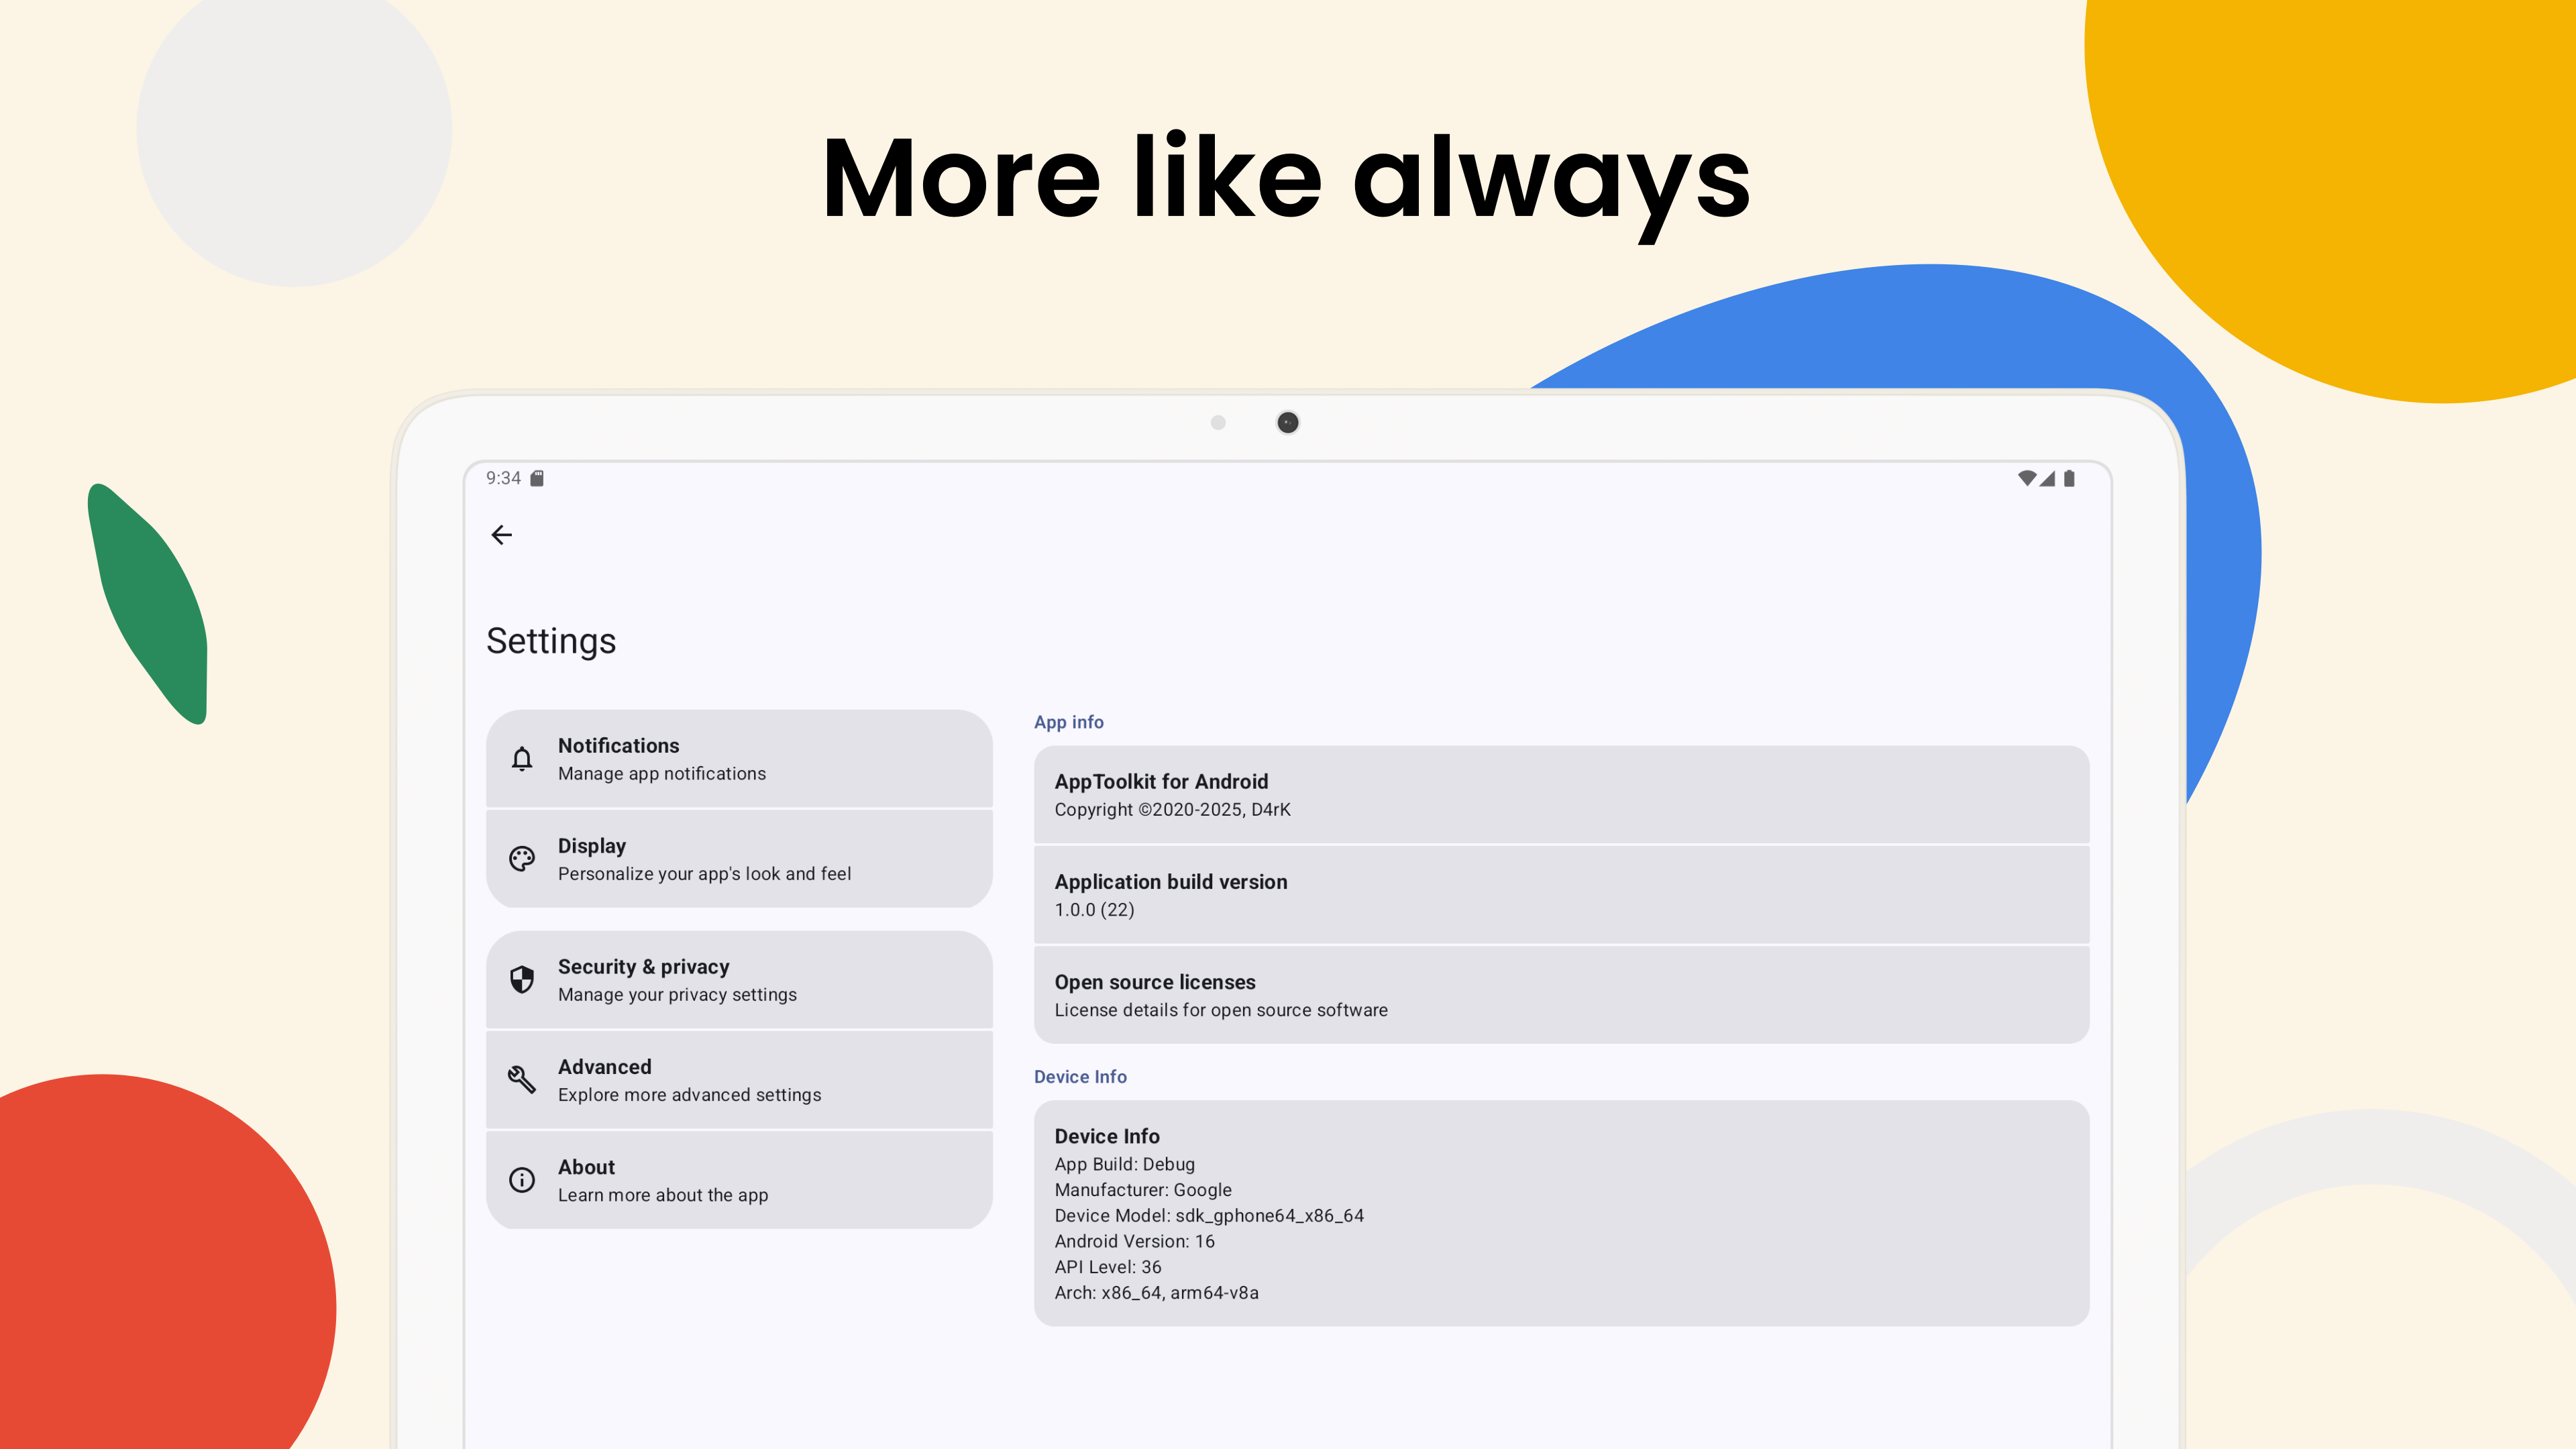 More like always
9:34
Settings
Notifications
Manage app notifications
Display
Personalize your app's look and feel
Security & privacy
Manage your privacy settings
Advanced
Explore more advanced settings
About
Learn more about the app
App info
AppToolkit for Android
Copyright ©2020-2025, D4rK
Application build version
1.0.0 (22)
Open source licenses
License details for open source software
Device Info
Device Info
App Build: Debug
Manufacturer: Google
Device Model: sdk_gphone64_x86_64
Android Version: 16
API Level: 36
Arch: x86_64, arm64-v8a